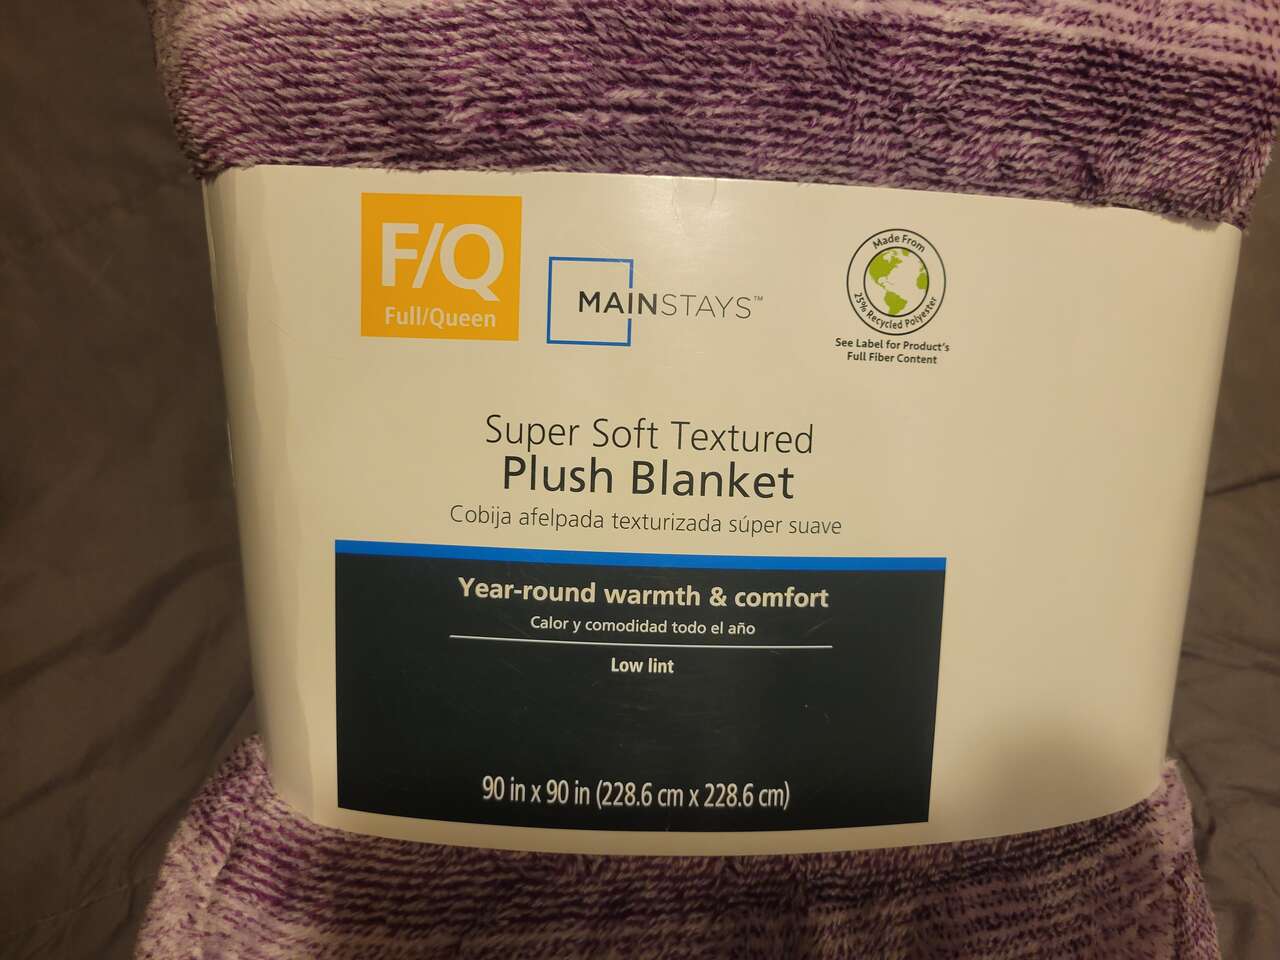 F/Q
Full/Queen
MAINSTAYS™
Made From
25% Recycled Polyester
See Label for Product's
Full Fiber Content
Super Soft Textured
Plush Blanket
Cobija afelpada texturizada súper suave
Year-round warmth & comfort
Calor y comodidad todo el año
Low lint
90 in x 90 in (228.6 cm x 228.6 cm)